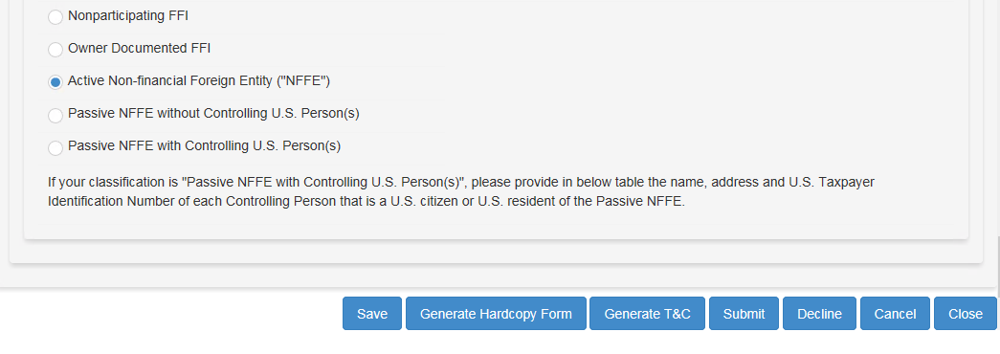 Nonparticipating FFI
Owner Documented FFI
Active Non-financial Foreign Entity ("NFFE")
Passive NFFE without Controlling U.S. Person(s)
Passive NFFE with Controlling U.S. Person(s)
If your classification is "Passive NFFE with Controlling U.S. Person(s)", please provide in below table the name, address and U.S. Taxpayer
Identification Number of each Controlling Person that is a U.S. citizen or U.S. resident of the Passive NFFE.
Save Generate Hardcopy Form Generate T&C Submit Decline Cancel Close